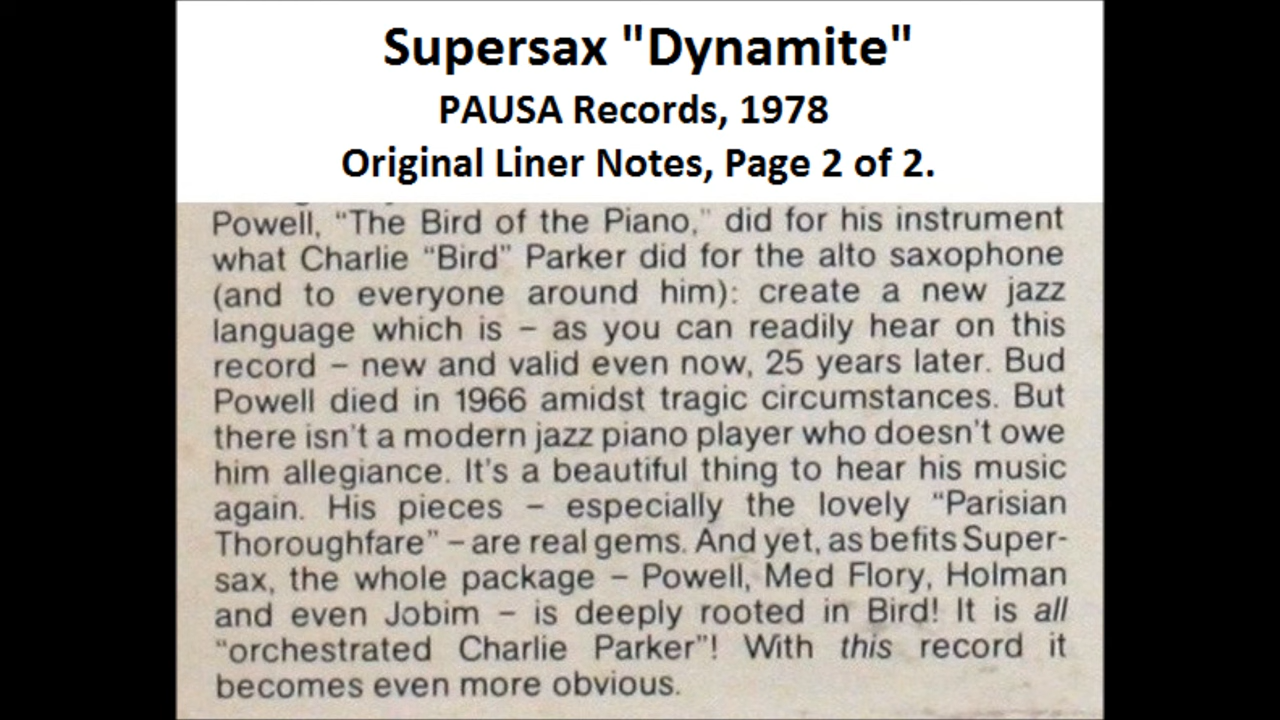 Supersax "Dynamite"
PAUSA Records, 1978
Original Liner Notes, Page 2 of 2.
Powell, “The Bird of the Piano,” did for his instrument
what Charlie “Bird” Parker did for the alto saxophone
(and to everyone around him): create a new jazz
language which is – as you can readily hear on this
record – new and valid even now, 25 years later. Bud
Powell died in 1966 amidst tragic circumstances. But
there isn't a modern jazz piano player who doesn't owe
him allegiance. It's a beautiful thing to hear his music
again. His pieces – especially the lovely “Parisian
Thoroughfare” – are real gems. And yet, as befits Super-
sax, the whole package – Powell, Med Flory, Holman
and even Jobim – is deeply rooted in Bird! It is all
“orchestrated Charlie Parker”! With this record it
becomes even more obvious.